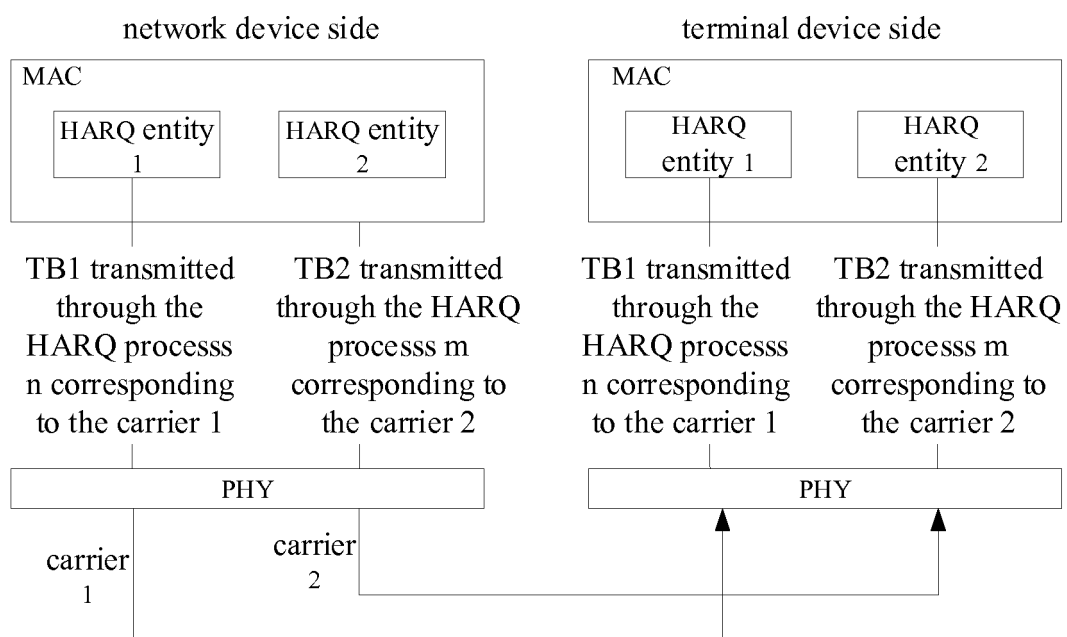 network device side
terminal device side
MAC
HARQ entity
1
HARQ entity
2
MAC
HARQ
entity 1
HARQ
entity 2
TB1 transmitted
through the
HARQ processs
n corresponding
to the carrier 1
TB2 transmitted
through the HARQ
processs m
corresponding to
the carrier 2
TB1 transmitted
through the
HARQ processs
n corresponding
to the carrier 1
TB2 transmitted
through the HARQ
processs m
corresponding to
the carrier 2
PHY
PHY
carrier
1
carrier
2